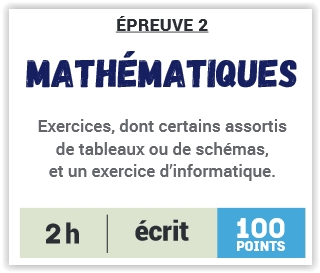 ÉPREUVE 2
MATHÉMATIQUES
Exercices, dont certains assortis
de tableaux ou de schémas,
et un exercice d’informatique.
2 h écrit 100
POINTS